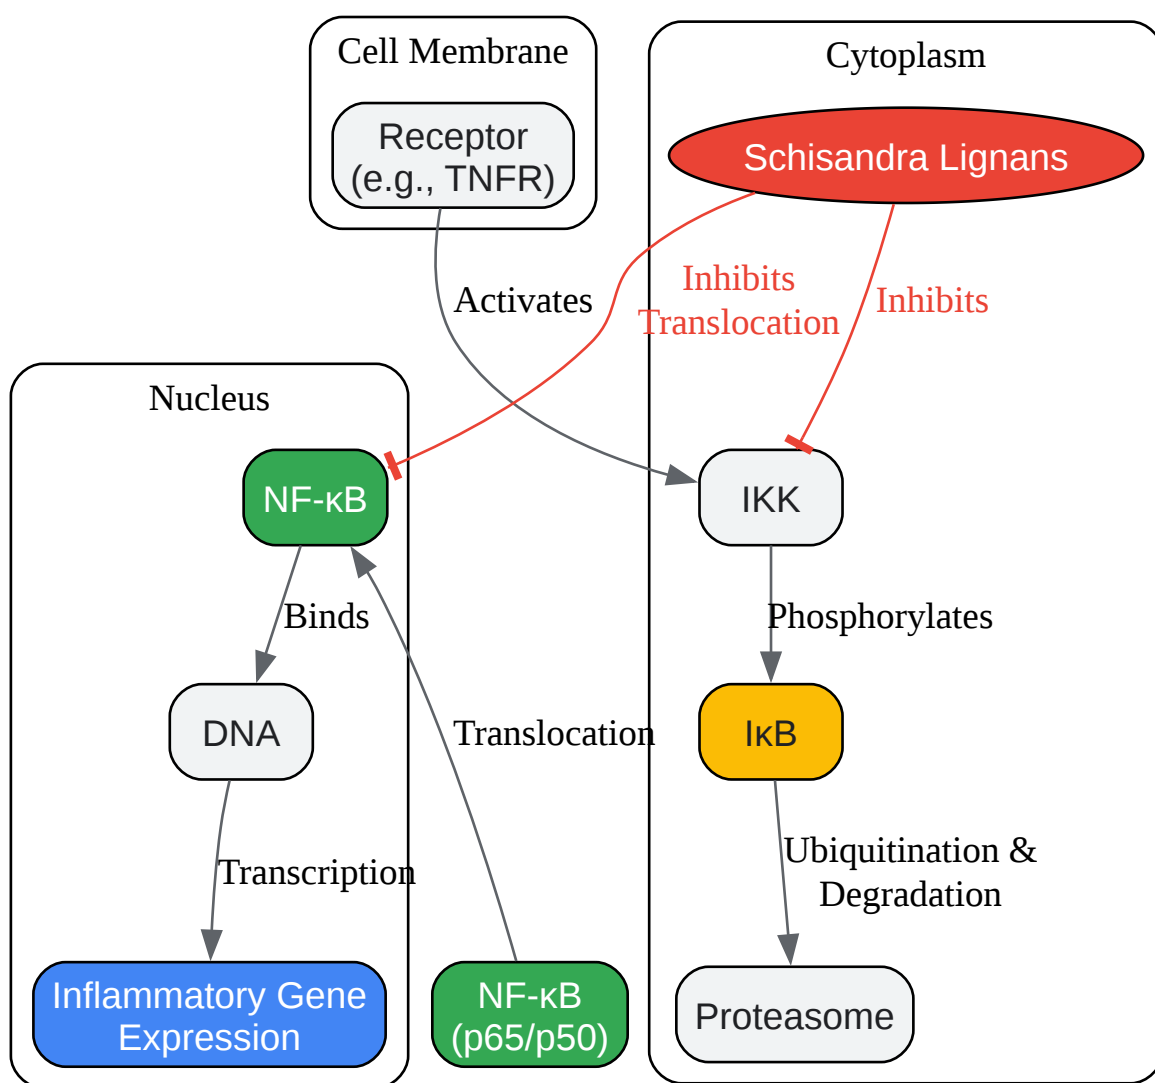 Cell Membrane
Cytoplasm
Receptor
(e.g., TNFR)
Schisandra Lignans
Activates
Inhibits
Translocation
Inhibits
Nucleus
NF-κB
IKK
Binds
Phosphorylates
DNA
Translocation
IκB
Transcription
Ubiquitination &
Degradation
Inflammatory Gene
Expression
NF-κB
(p65/p50)
Proteasome